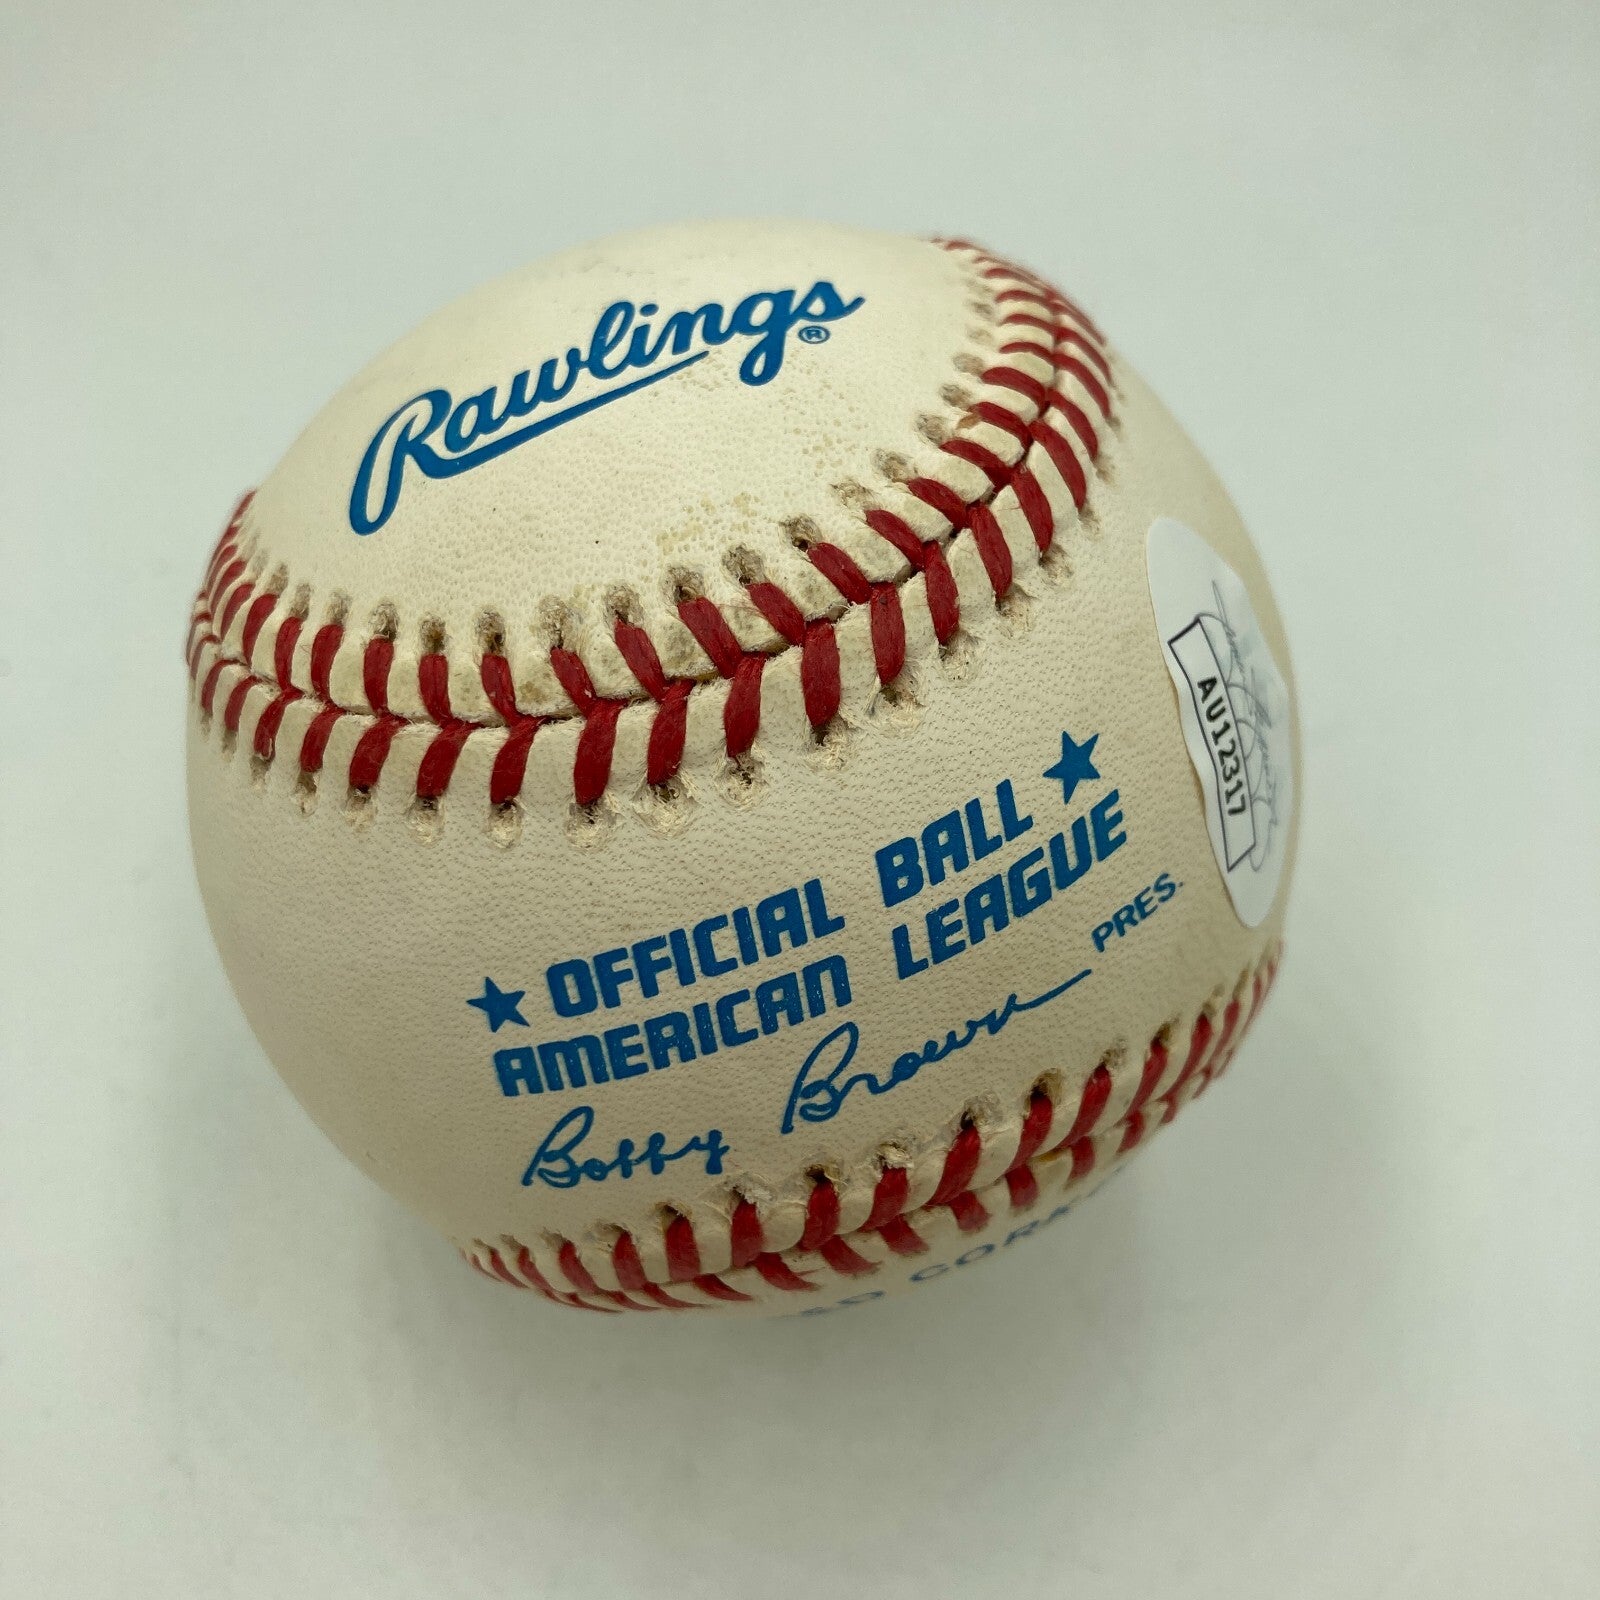 Rawlings®
★ OFFICIAL BALL ★
AMERICAN LEAGUE
Bobby Brown PRES.
AU12317